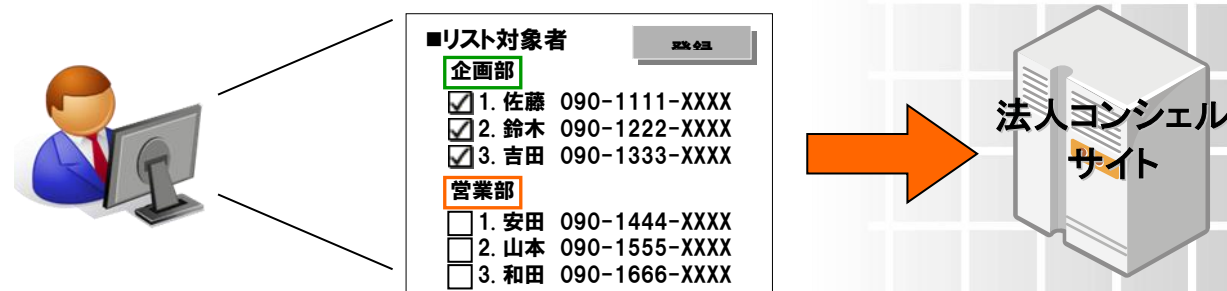 ■リスト対象者
登録
企画部
1. 佐藤 090-1111-XXXX
2. 鈴木 090-1222-XXXX
3. 吉田 090-1333-XXXX
営業部
1. 安田 090-1444-XXXX
2. 山本 090-1555-XXXX
3. 和田 090-1666-XXXX
法人コンシェル
サイト